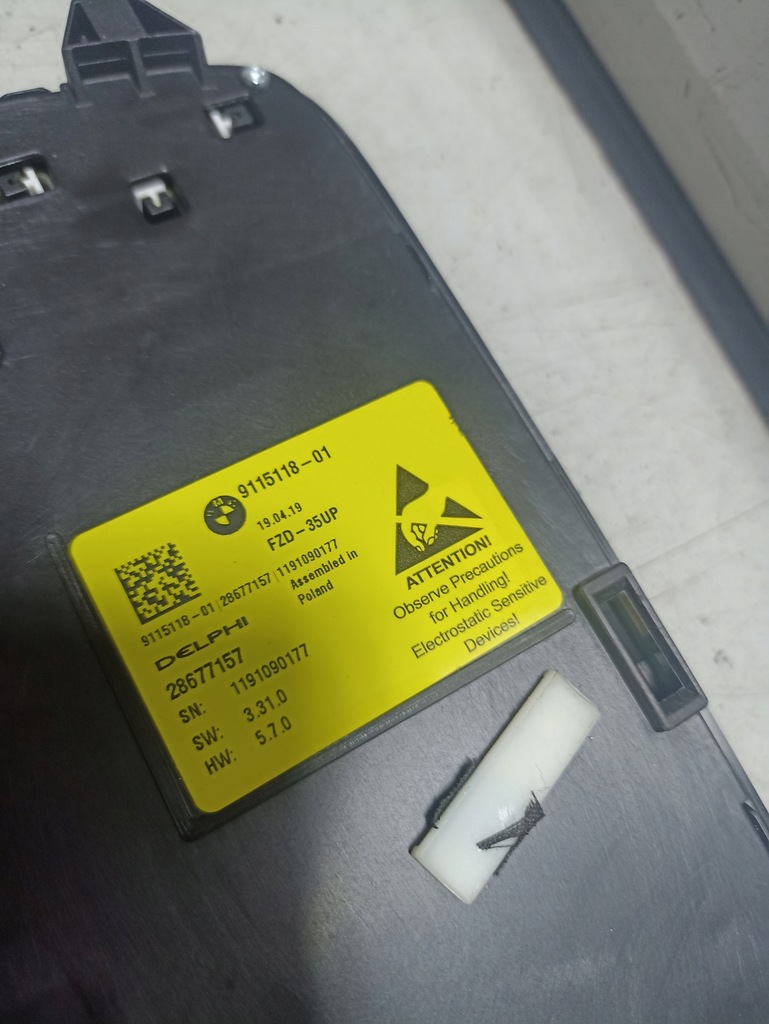 BMW
9115118-01
19.04.19
FZD-35UP
9115118-01|28677157|1191090177
Assembled in
Poland
DELPHI
28677157
SN: 1191090177
SW: 3.31.0
HW: 5.7.0
ATTENTION!
Observe Precautions
for Handling!
Electrostatic Sensitive
Devices!